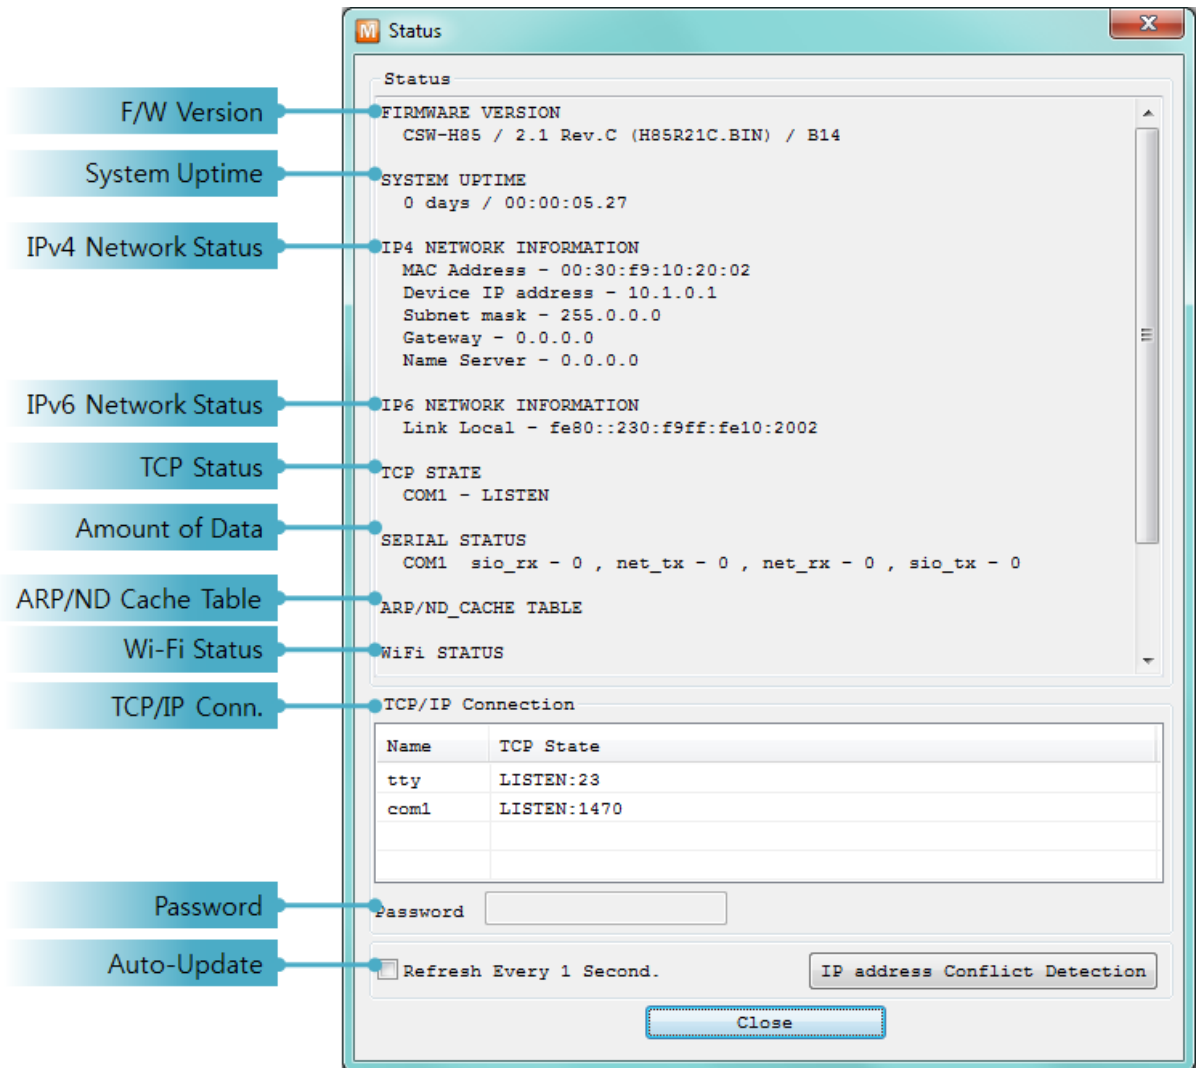 Status
Status
F/W Version
FIRMWARE VERSION
CSW-H85 / 2.1 Rev.C (H85R21C.BIN) / B14
System Uptime
SYSTEM UPTIME
0 days / 00:00:05.27
IPv4 Network Status
IP4 NETWORK INFORMATION
MAC Address - 00:30:f9:10:20:02
Device IP address - 10.1.0.1
Subnet mask - 255.0.0.0
Gateway - 0.0.0.0
Name Server - 0.0.0.0
IPv6 Network Status
IP6 NETWORK INFORMATION
Link Local - fe80::230:f9ff:fe10:2002
TCP Status
TCP STATE
COM1 - LISTEN
Amount of Data
SERIAL STATUS
COM1 sio_rx - 0 , net_tx - 0 , net_rx - 0 , sio_tx - 0
ARP/ND Cache Table
ARP/ND_CACHE TABLE
Wi-Fi Status
WiFi STATUS
TCP/IP Conn.
TCP/IP Connection
Name TCP State
tty LISTEN:23
com1 LISTEN:1470
Password
Password
Auto-Update
Refresh Every 1 Second. IP address Conflict Detection
Close